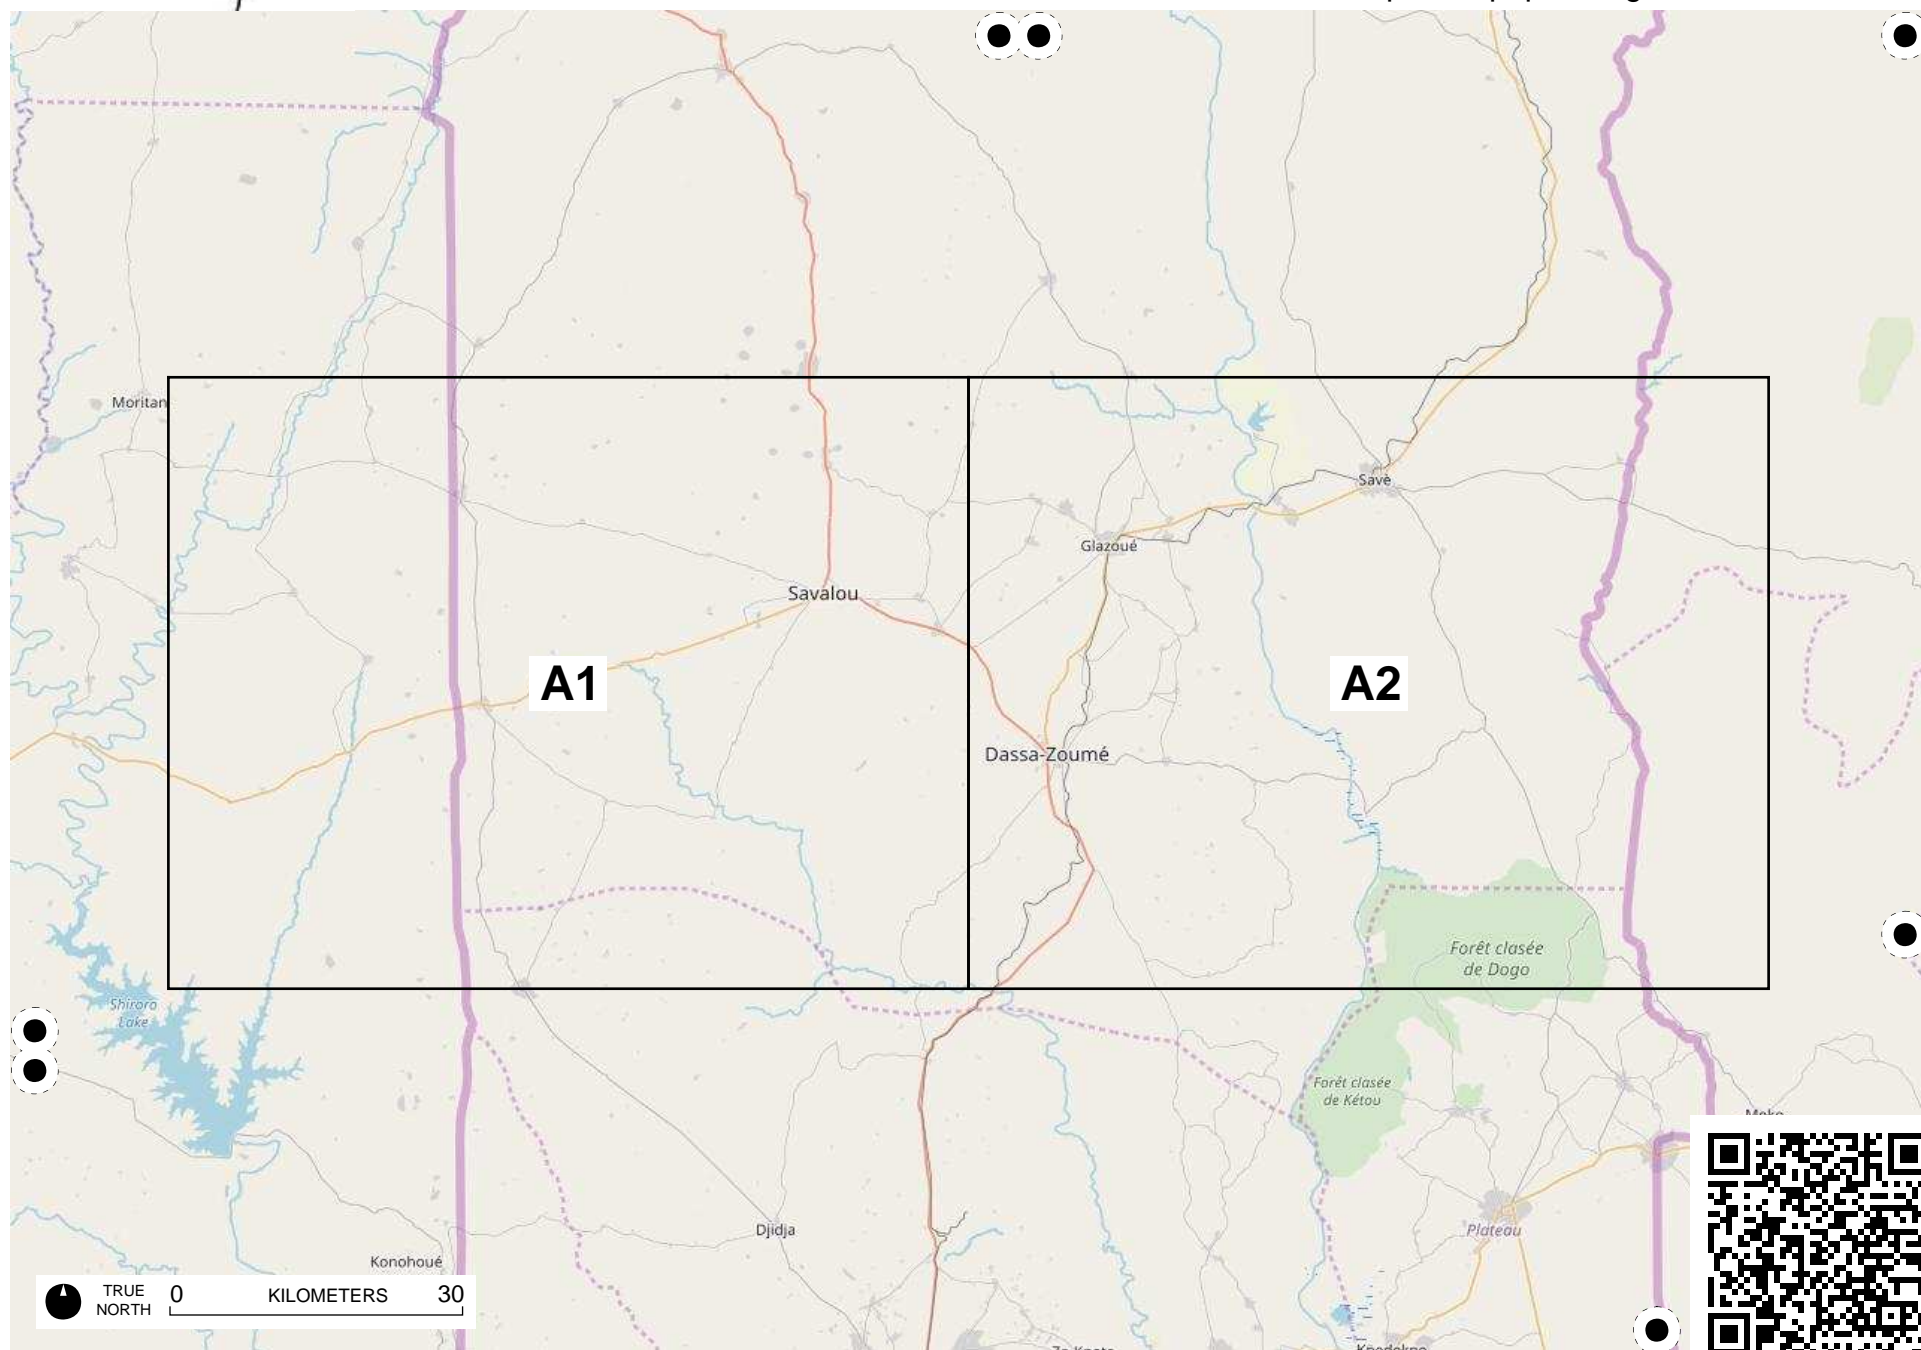 Moritan
Savè
Glazoué
Savalou
A1
A2
Dassa-Zoumé
Forêt clasée
de Dogo
Shiroro
Lake
Forêt clasée
de Kétou
Djidja
Plateau
Konohoué
TRUE
NORTH
0 KILOMETERS 30